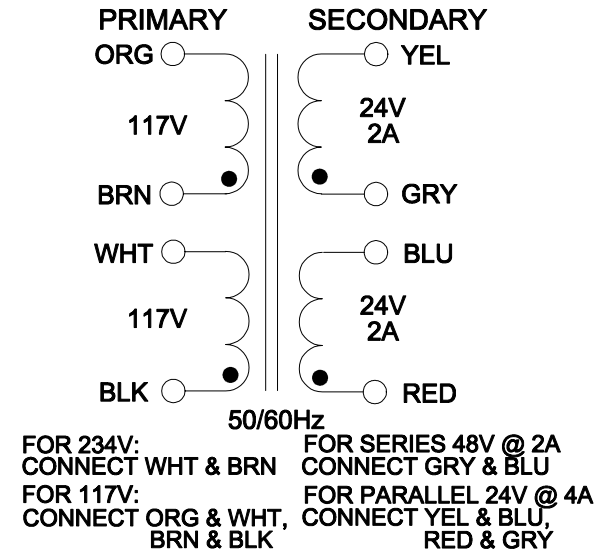 PRIMARY SECONDARY
ORG YEL
117V 24V
2A
BRN GRY
WHT BLU
117V 24V
2A
BLK RED
50/60Hz
FOR 234V:
CONNECT WHT & BRN
FOR 117V:
CONNECT ORG & WHT,
BRN & BLK
FOR SERIES 48V @ 2A
CONNECT GRY & BLU
FOR PARALLEL 24V @ 4A
CONNECT YEL & BLU,
RED & GRY